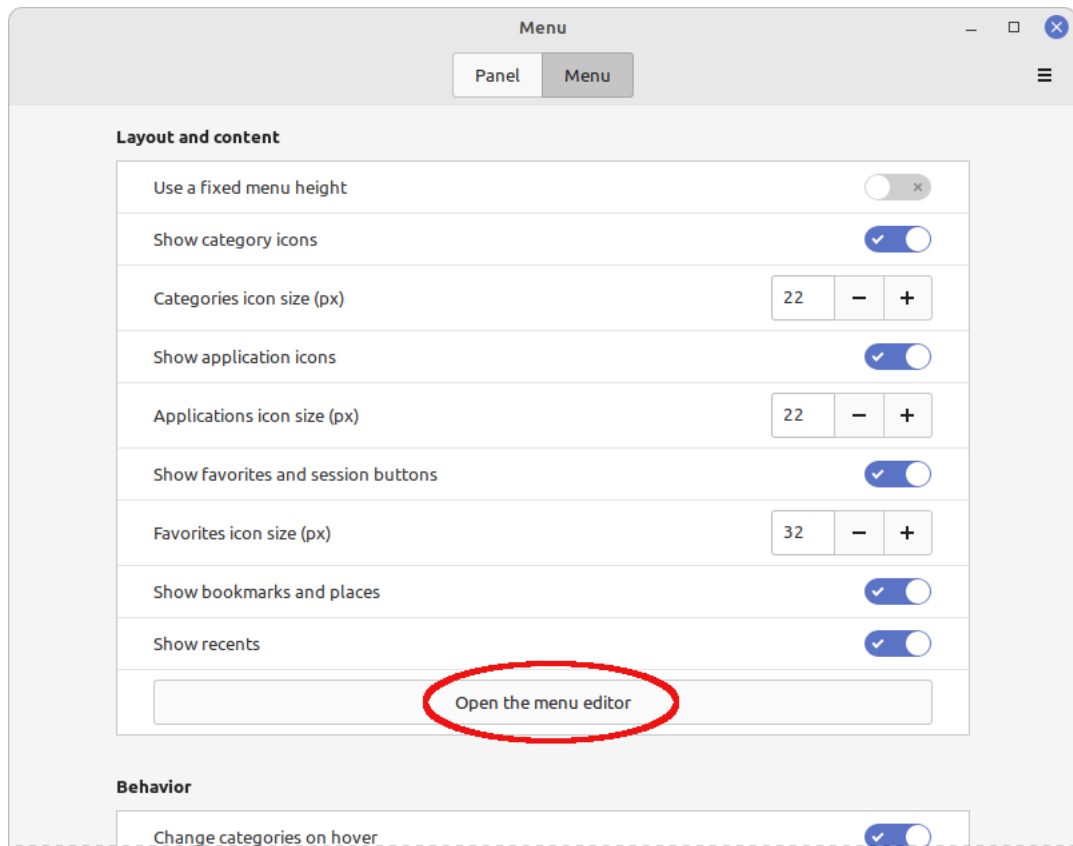 Menu
Panel Menu
Layout and content
Use a fixed menu height
Show category icons
Categories icon size (px) 22 − +
Show application icons
Applications icon size (px) 22 − +
Show favorites and session buttons
Favorites icon size (px) 32 − +
Show bookmarks and places
Show recents
Open the menu editor
Behavior
Change categories on hover